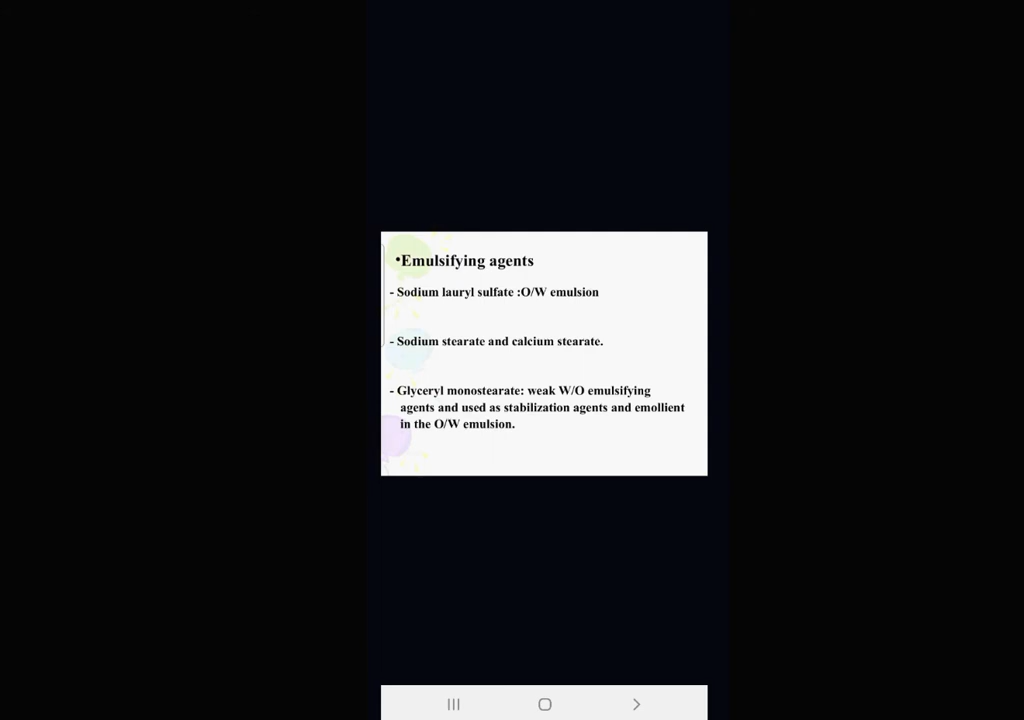 •Emulsifying agents
- Sodium lauryl sulfate :O/W emulsion
- Sodium stearate and calcium stearate.
- Glyceryl monostearate: weak W/O emulsifying
agents and used as stabilization agents and emollient
in the O/W emulsion.